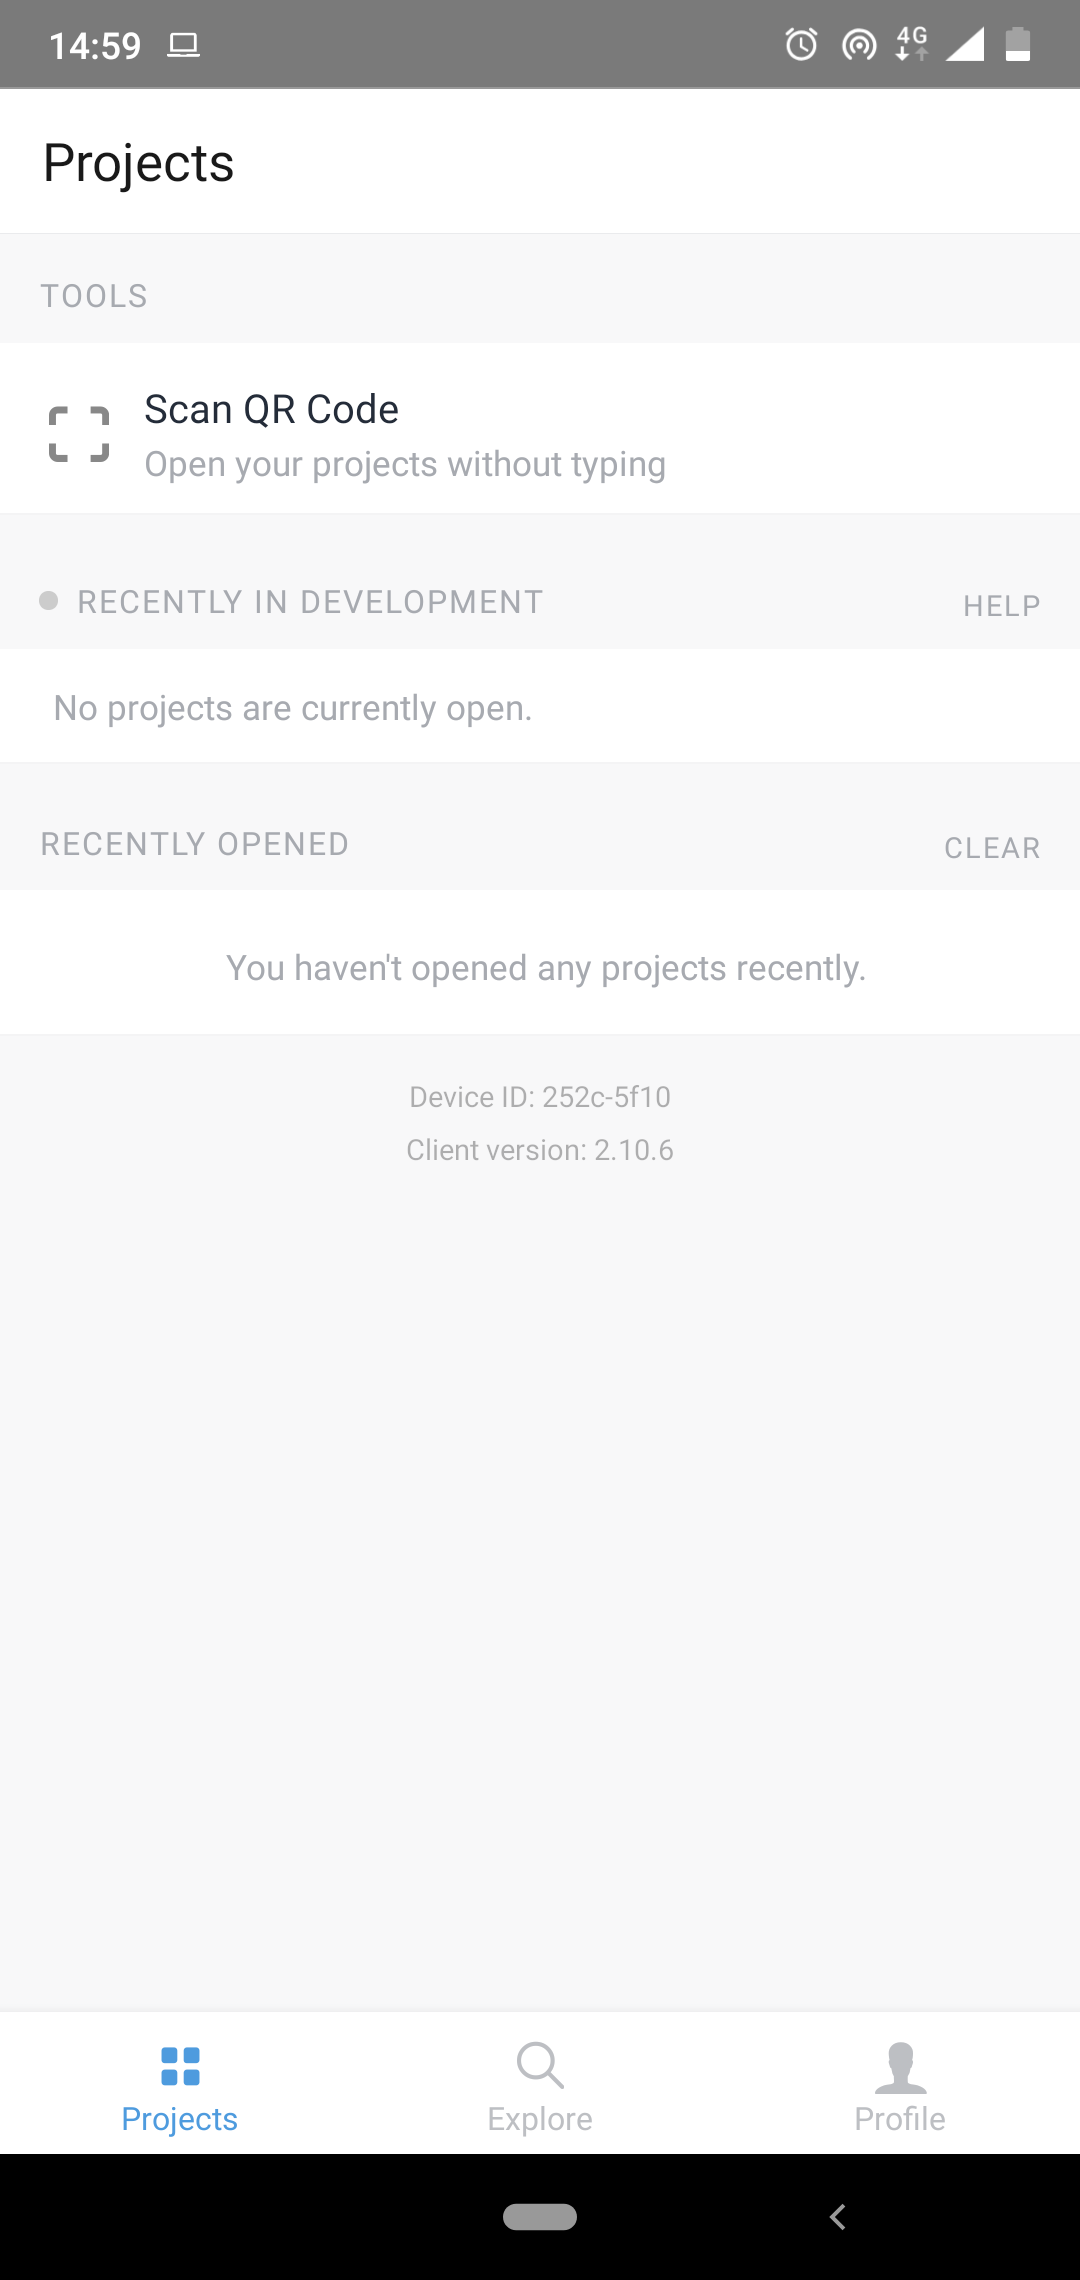 14:59
4G
Projects
TOOLS
Scan QR Code
Open your projects without typing
RECENTLY IN DEVELOPMENT
HELP
No projects are currently open.
RECENTLY OPENED
CLEAR
You haven't opened any projects recently.
Device ID: 252c-5f10
Client version: 2.10.6
Projects
Explore
Profile